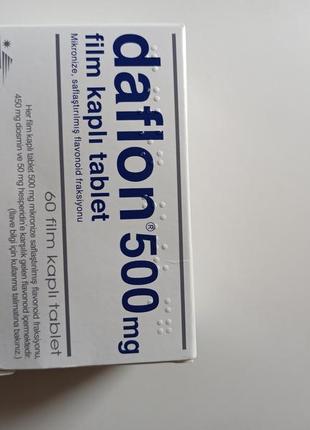 daflon® 500 mg
film kaplı tablet
Mikronize, saflaştırılmış flavonoid fraksiyonu
Her film kaplı tablet 500 mg mikronize saflaştırılmış flavonoid fraksiyonu,
450 mg diosmin ve 50 mg hesperidin'e karşılık gelen flavonoid içermektedir.
(İlave bilgi için kullanma talimatına bakınız.)
60 film kaplı tablet